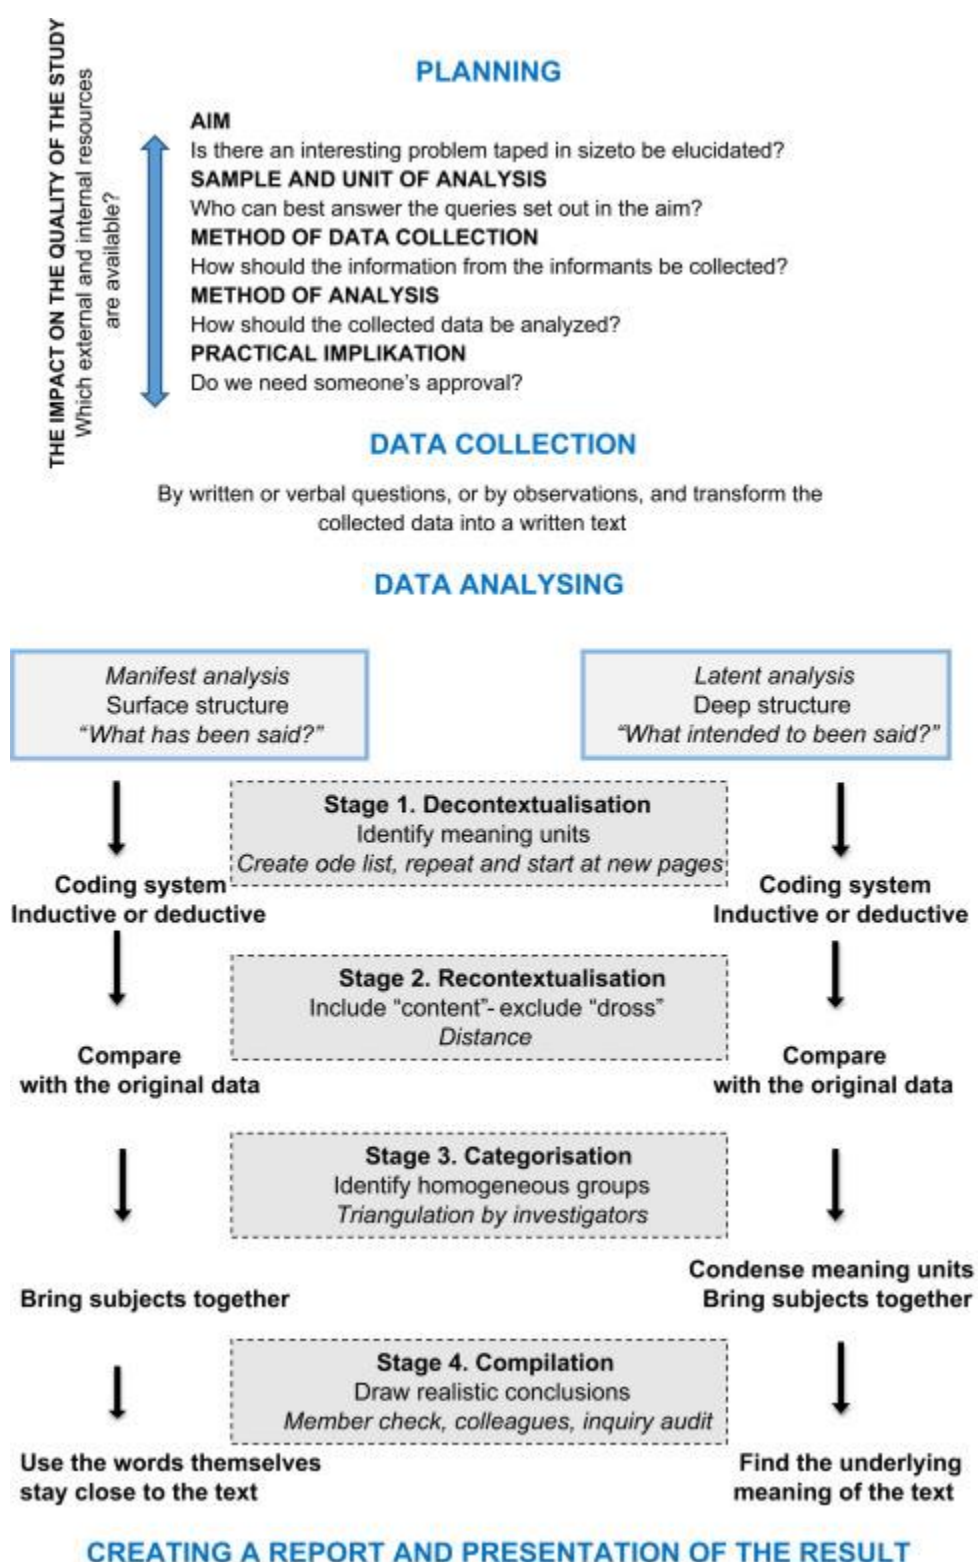 THE IMPACT ON THE QUALITY OF THE STUDY
Which external and internal resources
are available?
PLANNING
AIM
Is there an interesting problem taped in sizeto be elucidated?
SAMPLE AND UNIT OF ANALYSIS
Who can best answer the queries set out in the aim?
METHOD OF DATA COLLECTION
How should the information from the informants be collected?
METHOD OF ANALYSIS
How should the collected data be analyzed?
PRACTICAL IMPLIKATION
Do we need someone's approval?
DATA COLLECTION
By written or verbal questions, or by observations, and transform the
collected data into a written text
DATA ANALYSING
Manifest analysis
Surface structure
“What has been said?”
Latent analysis
Deep structure
“What intended to been said?”
Stage 1. Decontextualisation
Identify meaning units
Create ode list, repeat and start at new pages
Coding system
Inductive or deductive
Coding system
Inductive or deductive
Stage 2. Recontextualisation
Include “content”- exclude “dross”
Distance
Compare
with the original data
Compare
with the original data
Stage 3. Categorisation
Identify homogeneous groups
Triangulation by investigators
Bring subjects together
Condense meaning units
Bring subjects together
Stage 4. Compilation
Draw realistic conclusions
Member check, colleagues, inquiry audit
Use the words themselves
stay close to the text
Find the underlying
meaning of the text
CREATING A REPORT AND PRESENTATION OF THE RESULT